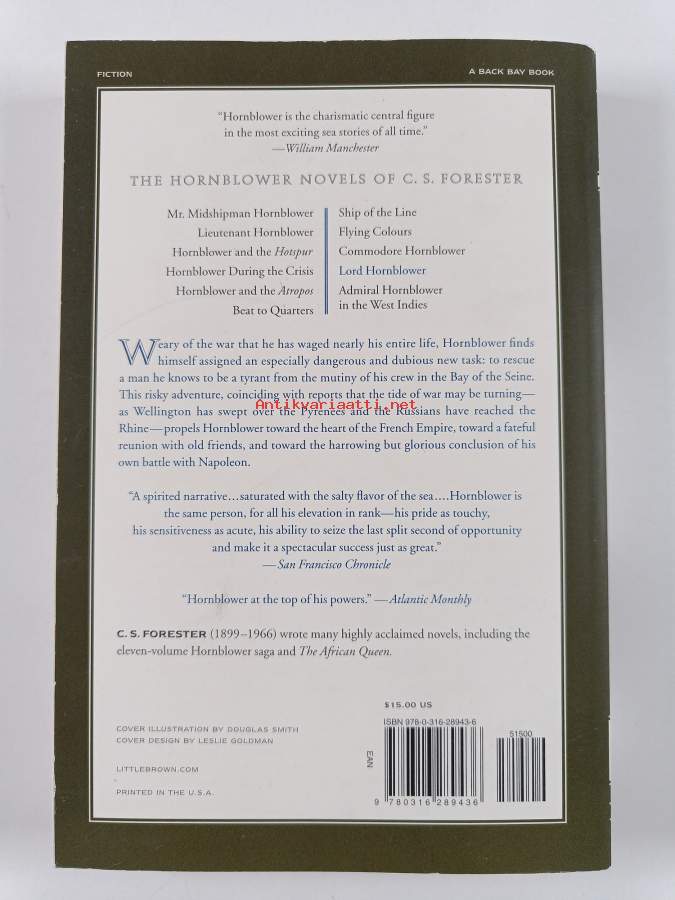 FICTION
A BACK BAY BOOK
“Hornblower is the charismatic central figure
in the most exciting sea stories of all time.”
—William Manchester
THE HORNBLOWER NOVELS OF C. S. FORESTER
Mr. Midshipman Hornblower
Lieutenant Hornblower
Hornblower and the Hotspur
Hornblower During the Crisis
Hornblower and the Atropos
Beat to Quarters
Ship of the Line
Flying Colours
Commodore Hornblower
Lord Hornblower
Admiral Hornblower
in the West Indies
Weary of the war that he has waged nearly his entire life, Hornblower finds
himself assigned an especially dangerous and dubious new task: to rescue
a man he knows to be a tyrant from the mutiny of his crew in the Bay of the Seine.
This risky adventure, coinciding with reports that the tide of war may be turning—
Antikvariaatti.net
as Wellington has swept over the Pyrenees and the Russians have reached the
Rhine—propels Hornblower toward the heart of the French Empire, toward a fateful
reunion with old friends, and toward the harrowing but glorious conclusion of his
own battle with Napoleon.
“A spirited narrative…saturated with the salty flavor of the sea….Hornblower is
the same person, for all his elevation in rank—his pride as touchy,
his sensitiveness as acute, his ability to seize the last split second of opportunity
and make it a spectacular success just as great.”
—San Francisco Chronicle
“Hornblower at the top of his powers.” —Atlantic Monthly
C. S. FORESTER (1899–1966) wrote many highly acclaimed novels, including the
eleven-volume Hornblower saga and The African Queen.
$15.00 US
ISBN 978-0-316-28943-6
51500
EAN
9 780316 289436
COVER ILLUSTRATION BY DOUGLAS SMITH
COVER DESIGN BY LESLIE GOLDMAN
LITTLEBROWN.COM
PRINTED IN THE U.S.A.